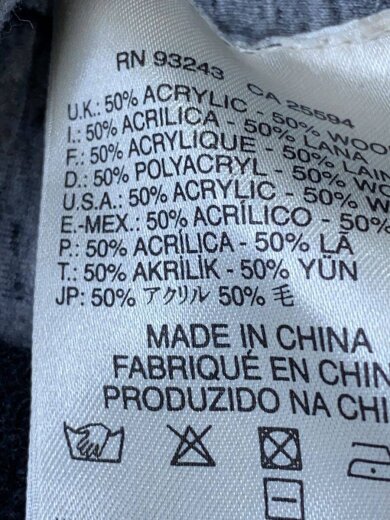 RN 93243 CA 25594
U.K.: 50% ACRYLIC - 50% WOO
I.: 50% ACRILICA - 50% LANA
F.: 50% ACRYLIQUE - 50% LAIN
D.: 50% POLYACRYL - 50% W
U.S.A.: 50% ACRYLIC - 50% W
E.-MEX.: 50% ACRÍLICO - 50%
P.: 50% ACRÍLICA - 50% LÃ
T.: 50% AKRİLİK - 50% YÜN
JP: 50% アクリル 50% 毛
MADE IN CHINA
FABRIQUÉ EN CHIN
PRODUZIDO NA CHI